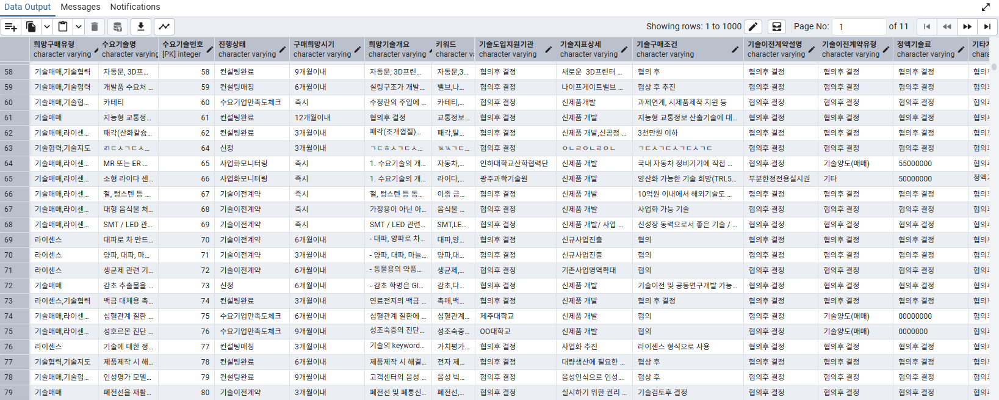 Data Output Messages Notifications
Showing rows: 1 to 1000 Page No: 1 of 11
희망구매유형 수요기술명 수요기술번호 진행상태 구매희망시기 희망기술개요 키워드 기술도입지원기관 기술지표상세 기술구매조건 기술이전계약설명 기술이전계약유형 정액기술료 기타
character varying character varying [PK] integer character varying character varying character varying character va character varying character varying character varying character varying character varying character varying chara
58 기술매매,기술협력 자동문, 3D프... 58 컨설팅완료 9개월이내 자동문, 3D프린... 자동문,3... 협의후 결정 새로운 3D프린터 ... 협의 후 협의후 결정 협의후 결정 협의후 결정 협의후
59 기술매매,기술협력 개발품 수요처 ... 59 컨설팅매칭 6개월이내 실링구조가 개발... 밸브,나... 협의후 결정 나이프게이트밸브 ... 협상 후 추진 협의후 결정 협의후 결정 협의후 결정 협의후
60 기술매매,기술협... 카테티 60 수요기업만족도체크 즉시 수정란의 주입에 ... 카테티,... 협의후 결정 신제품개발 과제연계, 시제품제작 지원 등 협의후 결정 협의후 결정 협의후 결정 협의후
61 기술매매 지능형 교통정... 61 컨설팅완료 12개월이내 협의후 결정 교통정보... 협의후 결정 신제품 개발 지능형 교통정보 산출기술에 대... 협의후 결정 협의후 결정 협의후 결정 협의후
62 기술매매,라이센... 패각(산화칼슘... 62 컨설팅완료 3개월이내 패각(조개껍질)... 패각,탈... 협의후 결정 신제품 개발,신공정 ... 3천만원 이하 협의후 결정 협의후 결정 협의후 결정 협의후
63 기술협력,기술지도 64 신청 3개월이내 협의후 결정 ㅇㄴㄹㅇㄴㄹㅇㄴ ㄱㄷㅅㄱㄷㅅㄱㄷㅅㄱㄷ 협의후 결정 협의후 결정 협의후 결정 협의후
64 기술매매,라이센... MR 또는 ER ... 65 사업화모니터링 즉시 1. 수요기술의 개... 자동차,... 인하대학교산학협력단 신제품 개발 국내 자동차 정비기기에 직접 ... 협의후 결정 기술양도(매매) 55000000 협의후
65 기술매매,라이센... 소형 라이다 센... 66 사업화모니터링 즉시 1. 수요기술의 개... 라이다,... 광주과학기술원 신제품 개발 양산화 가능한 기술 희망(TRL5... 부분한정전용실시권 기타 50000000 정액
66 기술매매,라이센... 철, 텅스텐 등 ... 67 기술이전계약 즉시 철, 텅스텐 등 동... 이종 금... 협의후 결정 신제품 개발 10억원 이내에서 해외기술도 ... 협의후 결정 협의후 결정 협의후 결정 협의후
67 기술매매,라이센... 대형 음식물 처... 68 기술이전계약 즉시 가정용이 아닌 아... 음식물 ... 협의후 결정 신제품 개발 사업화 가능 기술 협의후 결정 협의후 결정 협의후 결정 협의후
68 기술매매,라이센... SMT / LED 관... 69 기술이전계약 즉시 SMT / LED 관련... SMT,LE... 협의후 결정 신제품 개발/ 사업 ... 신성장 동력으로서 좋은 기술 / ... 협의후 결정 협의후 결정 협의후 결정 협의후
69 라이센스 대파로 차 만드... 70 기술이전계약 6개월이내 - 대파, 양파로 차... 대파,양... 협의후 결정 신규사업진출 협의 협의후 결정 협의후 결정 협의후 결정 협의후
70 라이센스 양파, 대파, 마... 71 기술이전계약 3개월이내 - 양파, 대파, 마늘... 양파,대... 협의후 결정 신규사업진출 협의 협의후 결정 협의후 결정 협의후 결정 협의후
71 라이센스 생균제 관련 기... 72 기술이전계약 6개월이내 - 동물용의 약품... 생균제,... 협의후 결정 기존사업영역확대 협의 협의후 결정 협의후 결정 협의후 결정 협의후
72 기술매매 감초 추출물을 ... 73 신청 6개월이내 - 감초 학명은 Gl... 감초,다... 협의후 결정 신제품 개발 기술이전 및 공동연구개발 가능... 협의후 결정 협의후 결정 협의후 결정 협의후
73 라이센스,기술협력 백금 대체용 촉... 74 컨설팅완료 3개월이내 연료전지의 백금 ... 촉매,백... 협의후 결정 신제품 개발 협의 후 결정 협의후 결정 협의후 결정 협의후 결정 협의후
74 기술매매,라이센... 심혈관계 질환 ... 75 수요기업만족도체크 6개월이내 심혈관계 질환에 ... 심혈관계... 제주대학교 신제품 개발 협의 협의후 결정 기술양도(매매) 00000000 협의후
75 기술매매,라이센... 성호르몬 진단 ... 76 수요기업만족도체크 9개월이내 성조숙증의 진단... 성조숙증... OO대학교 신제품 개발 협의 협의후 결정 기술양도(매매) 0000000 협의후
76 라이센스 기술에 대한 정... 77 컨설팅매칭 3개월이내 기술의 keyword... 가치평가... 협의후 결정 사업화 추진 라이센스 형식으로 사용 협의후 결정 협의후 결정 협의후 결정 협의후
77 기술협력,기술지도 제품제작 시 해... 78 컨설팅완료 6개월이내 제품제작 시 해결... 전자 제... 협의후 결정 대량생산에 필요한 ... 협상 후 협의후 결정 협의후 결정 협의후 결정 협의후
78 기술매매,기술협... 인성평가 모델... 79 컨설팅완료 9개월이내 고객센터의 음성 ... 음성 빅... 협의후 결정 음성인식으로 인성... 협상 후 협의후 결정 협의후 결정 협의후 결정 협의후
79 기술매매 폐전선을 재활... 80 기술이전계약 3개월이내 폐전선 및 폐통신... 폐전선,... 협의후 결정 실시하기 위한 권리 ... 기술검토후 결정 협의후 결정 협의후 결정 협의후 결정 협의후